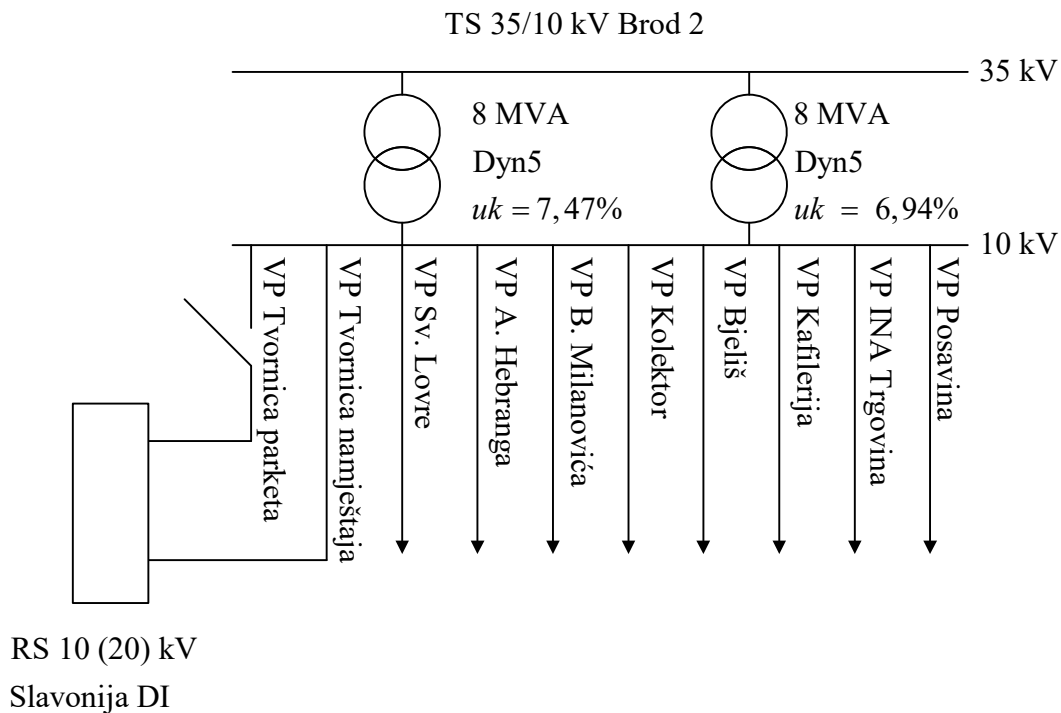 TS 35/10 kV Brod 2
35 kV
8 MVA
Dyn5
uk = 7,47%
8 MVA
Dyn5
uk = 6,94%
10 kV
VP Tvornica parketa
VP Tvornica namještaja
VP Sv. Lovre
VP A. Hebranga
VP B. Milanovića
VP Kolektor
VP Bjeliš
VP Kafilerija
VP INA Trgovina
VP Posavina
RS 10 (20) kV
Slavonija DI